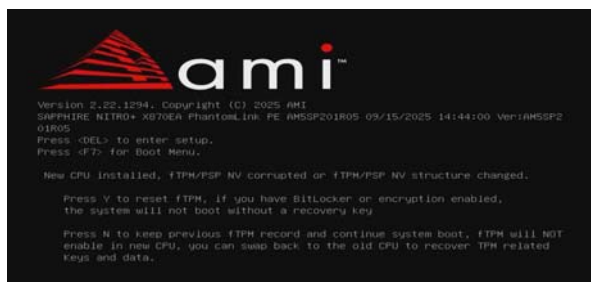 ami™
Version 2.22.1294. Copyright (C) 2025 AMI
SAPPHIRE NITRO+ X870EA PhantomLink PE AM5SP201R05 09/15/2025 14:44:00 Ver:AM5SP2
01R05
Press <DEL> to enter setup.
Press <F7> for Boot Menu.
New CPU installed, fTPM/PSP NV corrupted or fTPM/PSP NV structure changed.
Press Y to reset fTPM, if you have BitLocker or encryption enabled,
the system will not boot without a recovery key
Press N to keep previous fTPM record and continue system boot, fTPM will NOT
enable in new CPU, you can swap back to the old CPU to recover TPM related
Keys and data.